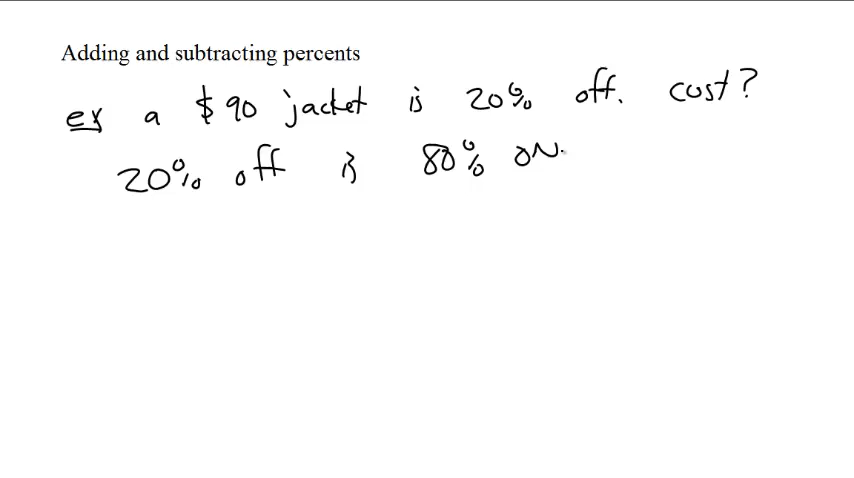 Adding and subtracting percents
ex a $90 jacket is 20% off. cost?
20% off is 80% on.